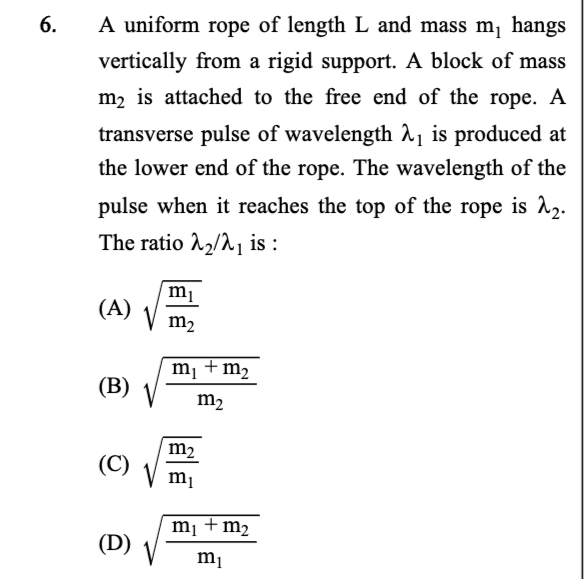 6. A uniform rope of length L and mass m₁ hangs
vertically from a rigid support. A block of mass
m₂ is attached to the free end of the rope. A
transverse pulse of wavelength λ₁ is produced at
the lower end of the rope. The wavelength of the
pulse when it reaches the top of the rope is λ₂.
The ratio λ₂/λ₁ is :
(A) √(m₁/m₂)
(B) √((m₁ + m₂)/m₂)
(C) √(m₂/m₁)
(D) √((m₁ + m₂)/m₁)